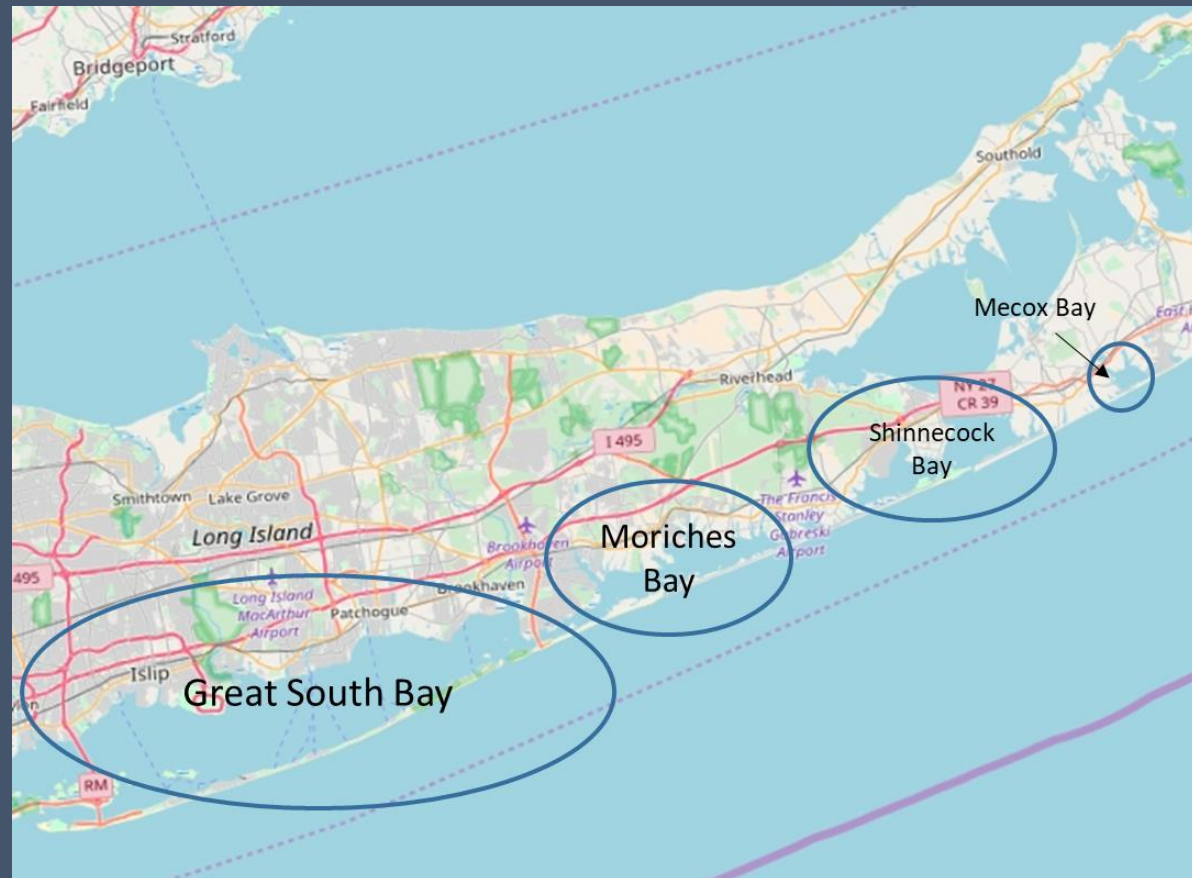 Stratford
Bridgeport
Fairfield
Southold
Mecox Bay
Riverhead
NY 27
CR 39
Shinnecock
Bay
I 495
Smithtown
Lake Grove
Long Island
The Francis
Stanley
Gabreski
Airport
Moriches
Bay
Brookhaven
Airport
495
Long Island
MacArthur
Airport
Brookhaven
Patchogue
Islip
Great South Bay
RM